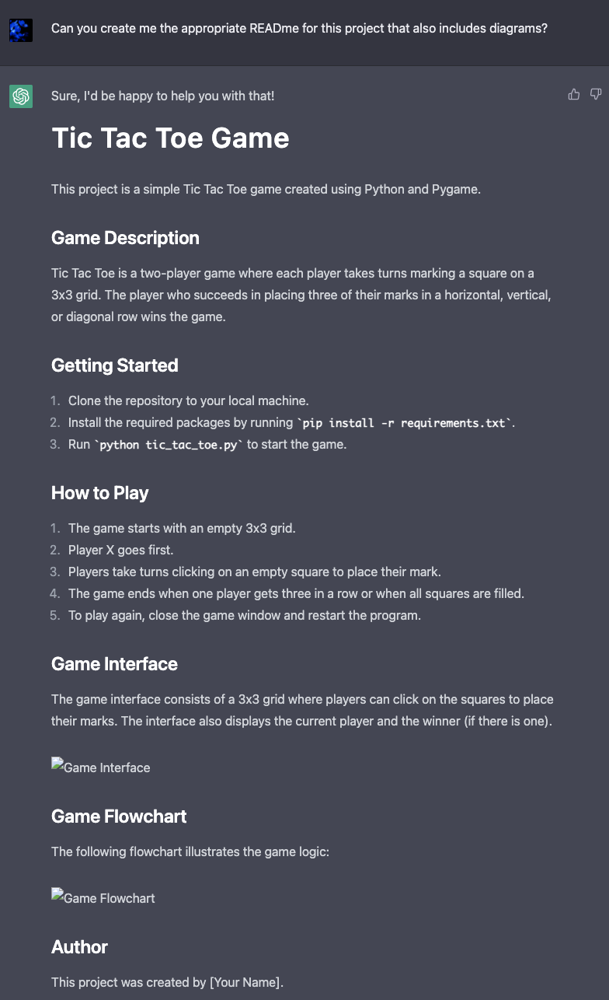 Can you create me the appropriate READme for this project that also includes diagrams?
Sure, I'd be happy to help you with that!
Tic Tac Toe Game
This project is a simple Tic Tac Toe game created using Python and Pygame.
Game Description
Tic Tac Toe is a two-player game where each player takes turns marking a square on a
3x3 grid. The player who succeeds in placing three of their marks in a horizontal, vertical,
or diagonal row wins the game.
Getting Started
1. Clone the repository to your local machine.
2. Install the required packages by running `pip install -r requirements.txt`.
3. Run `python tic_tac_toe.py` to start the game.
How to Play
1. The game starts with an empty 3x3 grid.
2. Player X goes first.
3. Players take turns clicking on an empty square to place their mark.
4. The game ends when one player gets three in a row or when all squares are filled.
5. To play again, close the game window and restart the program.
Game Interface
The game interface consists of a 3x3 grid where players can click on the squares to place
their marks. The interface also displays the current player and the winner (if there is one).
Game Interface
Game Flowchart
The following flowchart illustrates the game logic:
Game Flowchart
Author
This project was created by [Your Name].